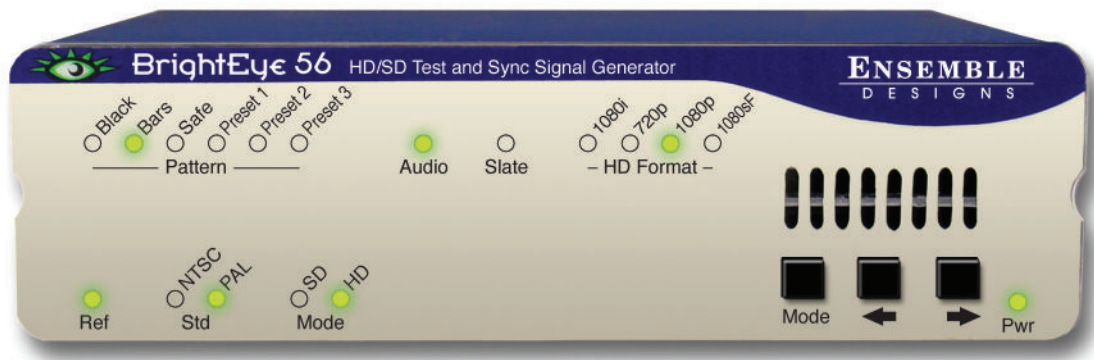 BrightEye 56 HD/SD Test and Sync Signal Generator
ENSEMBLE
DESIGNS
Black Bars Safe Preset 1 Preset 2 Preset 3
Pattern
Audio
Slate
1080i 720p 1080p 1080sF
HD Format
NTSC PAL
SD HD
Ref
Std
Mode
Mode
Pwr